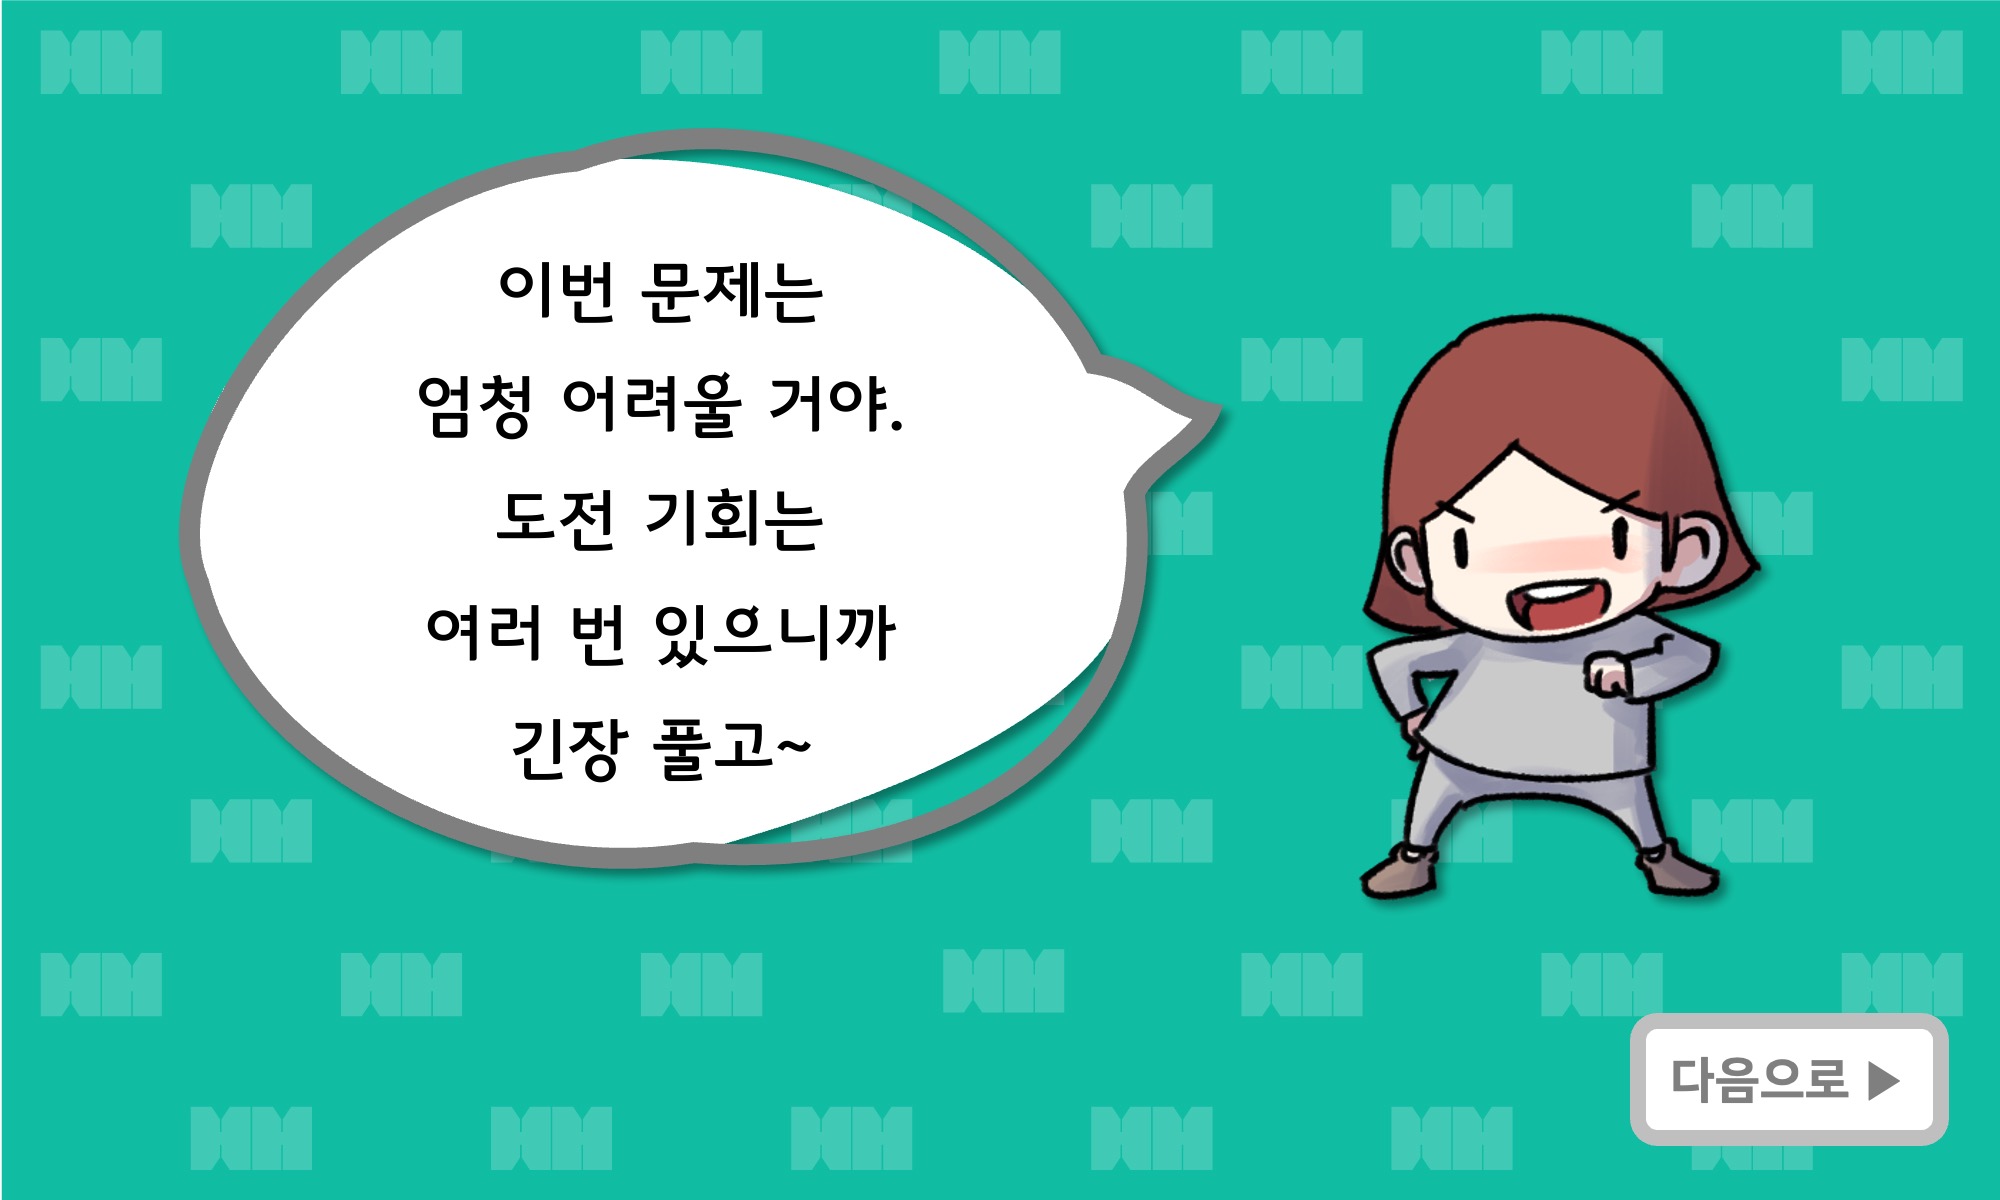 이번 문제는
엄청 어려울 거야.
도전 기회는
여러 번 있으니까
긴장 풀고~
다음으로 ▶